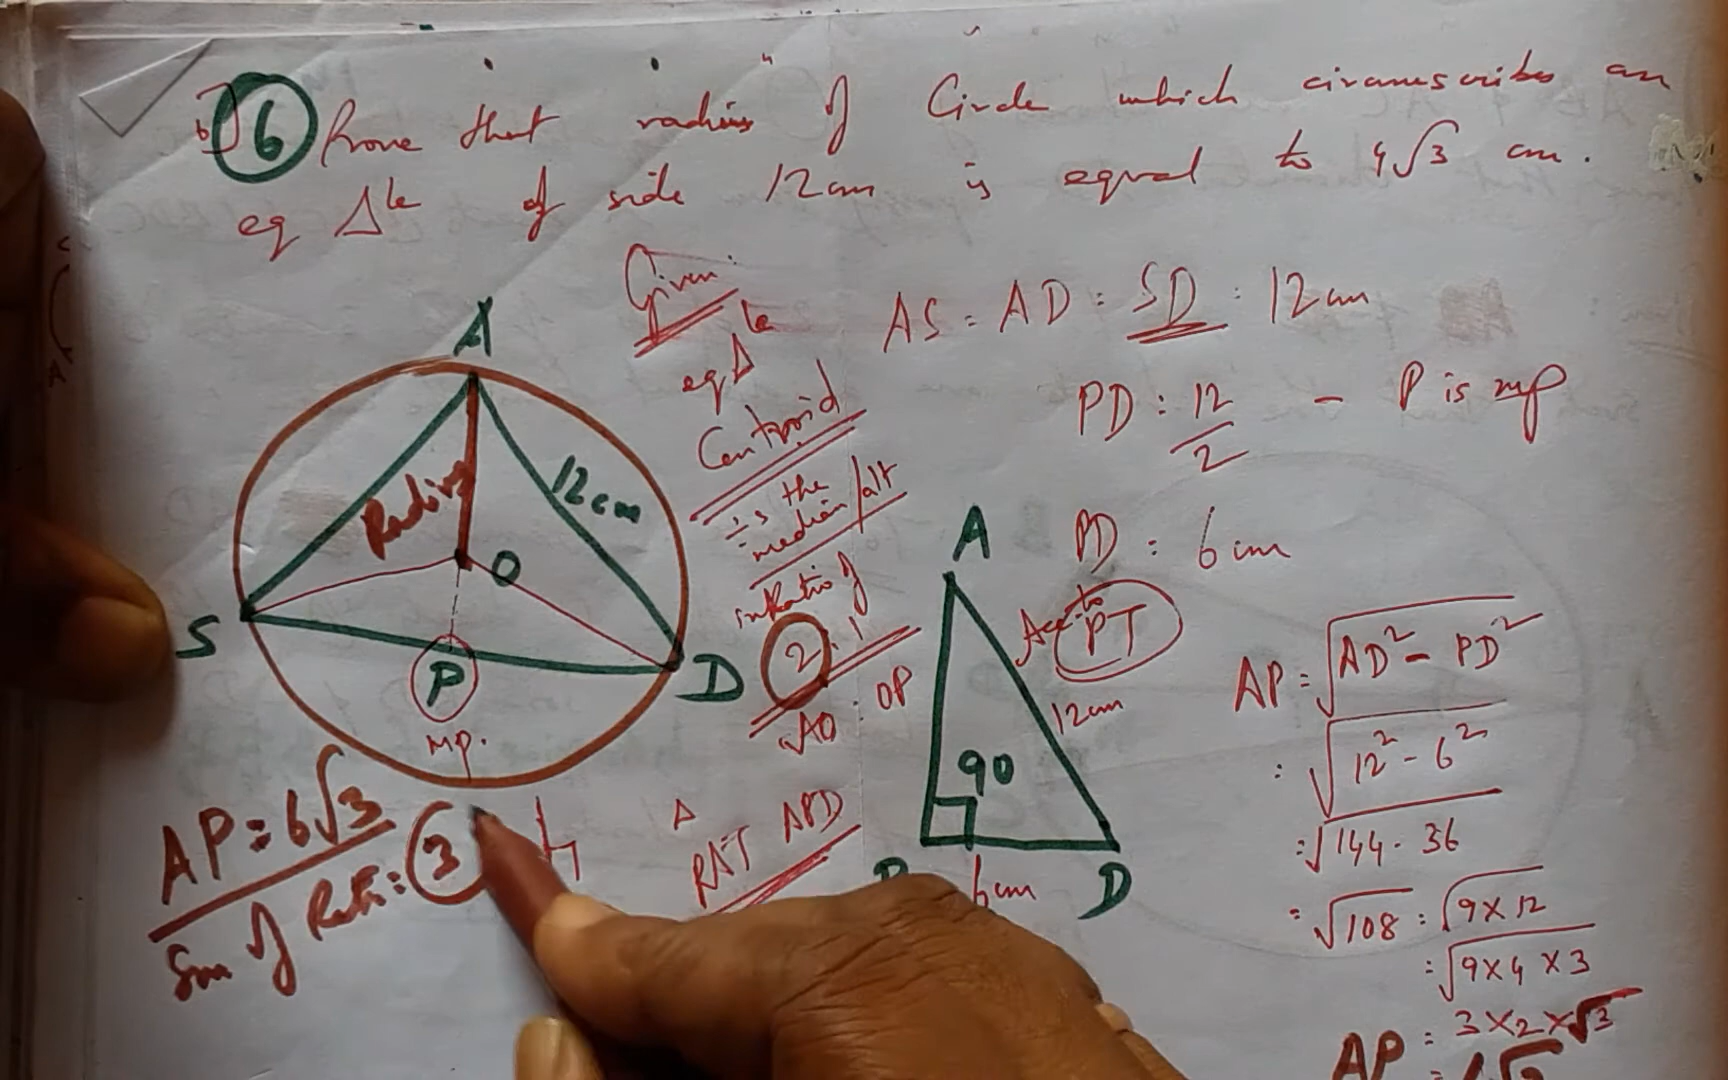 6 Prove that radius of Circle which circumscribes an
eq Δle of side 12cm is equal to 4√3 cm.
Given:
eq Δle
AS = AD = SD = 12cm
PD = 12/2 - P is mp
PD = 6cm
Centroid
is the
median/alt
in Ratio of
2:1
AO : OP
A
Radius
12cm
O
S
P
D
MP.
AP = 6√3
Sum of Ratio = 3
Δ
RAT APD
A
Acc to
PT
12cm
90
6cm
D
AP = √AD² - PD²
= √12² - 6²
= √144 - 36
= √108 = √9×12
= √9×4×3
AP = 3×2×√3